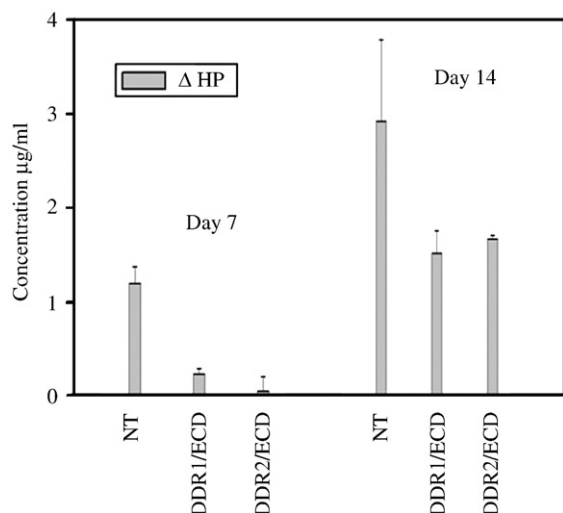 4
3
2
1
0
Concentration µg/ml
Δ HP
Day 7
Day 14
NT
DDR1/ECD
DDR2/ECD
NT
DDR1/ECD
DDR2/ECD